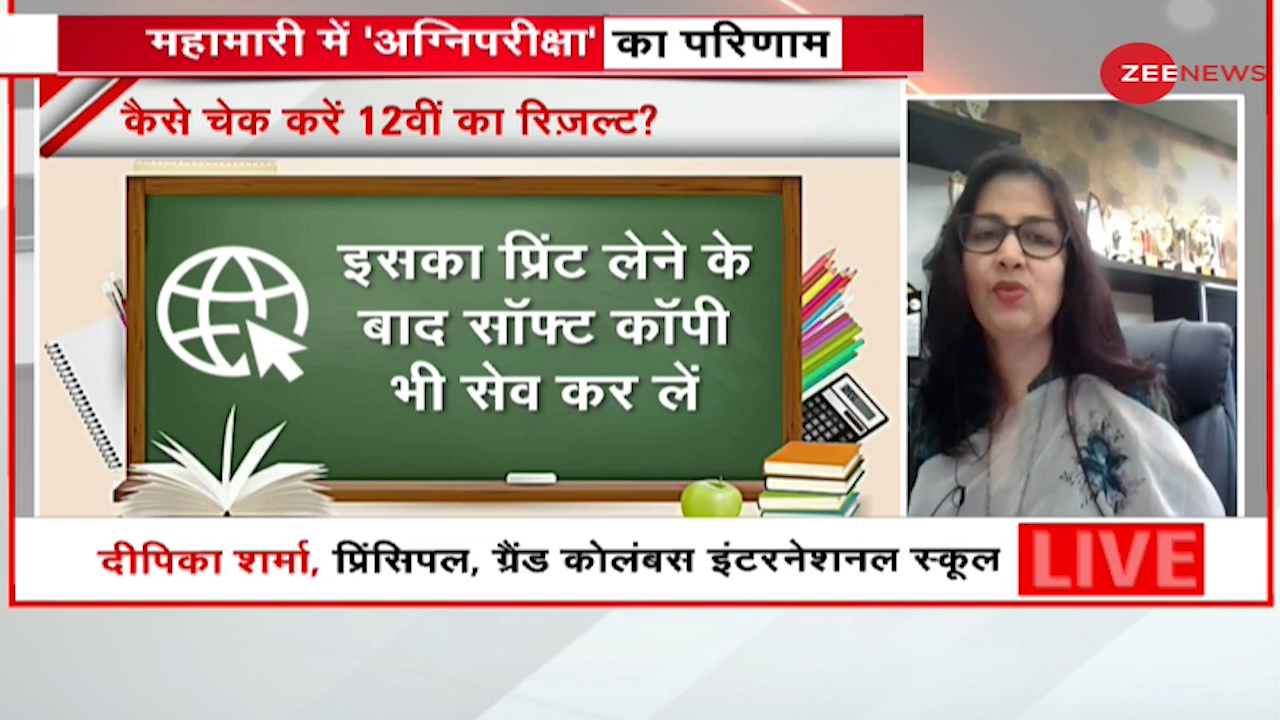 महामारी में 'अग्निपरीक्षा' का परिणाम
ZEENEWS
कैसे चेक करें 12वीं का रिज़ल्ट?
इसका प्रिंट लेने के
बाद सॉफ्ट कॉपी
भी सेव कर लें
दीपिका शर्मा, प्रिंसिपल, ग्रैंड कोलंबस इंटरनेशनल स्कूल
LIVE